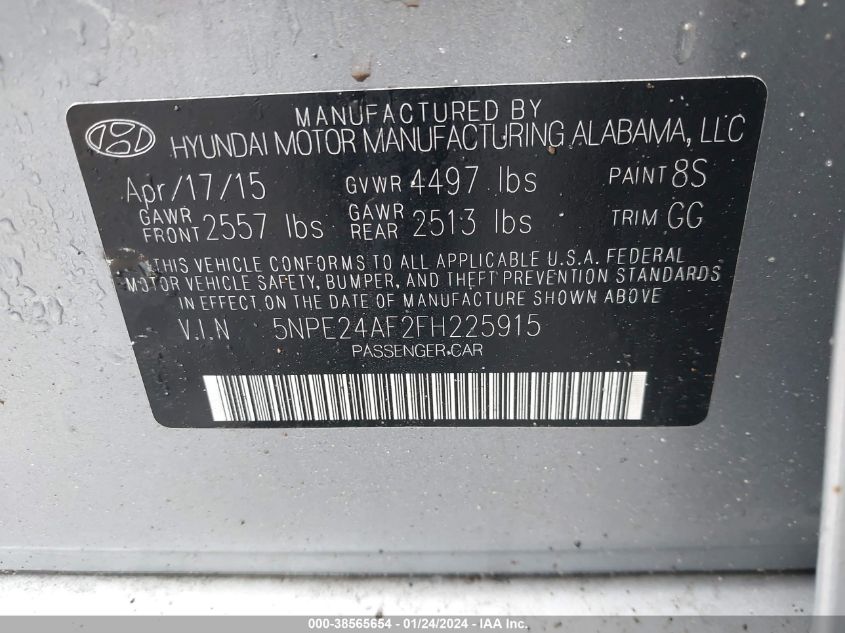 MANUFACTURED BY
HYUNDAI MOTOR MANUFACTURING ALABAMA, LLC
Apr/17/15 GVWR 4497 lbs PAINT 8S
GAWR FRONT 2557 lbs GAWR REAR 2513 lbs TRIM GG
THIS VEHICLE CONFORMS TO ALL APPLICABLE U.S.A. FEDERAL
MOTOR VEHICLE SAFETY, BUMPER, AND THEFT PREVENTION STANDARDS
IN EFFECT ON THE DATE OF MANUFACTURE SHOWN ABOVE
V.I.N 5NPE24AF2FH225915
PASSENGER CAR
000-38565654 / 01/24/2024 - IAA, Inc.